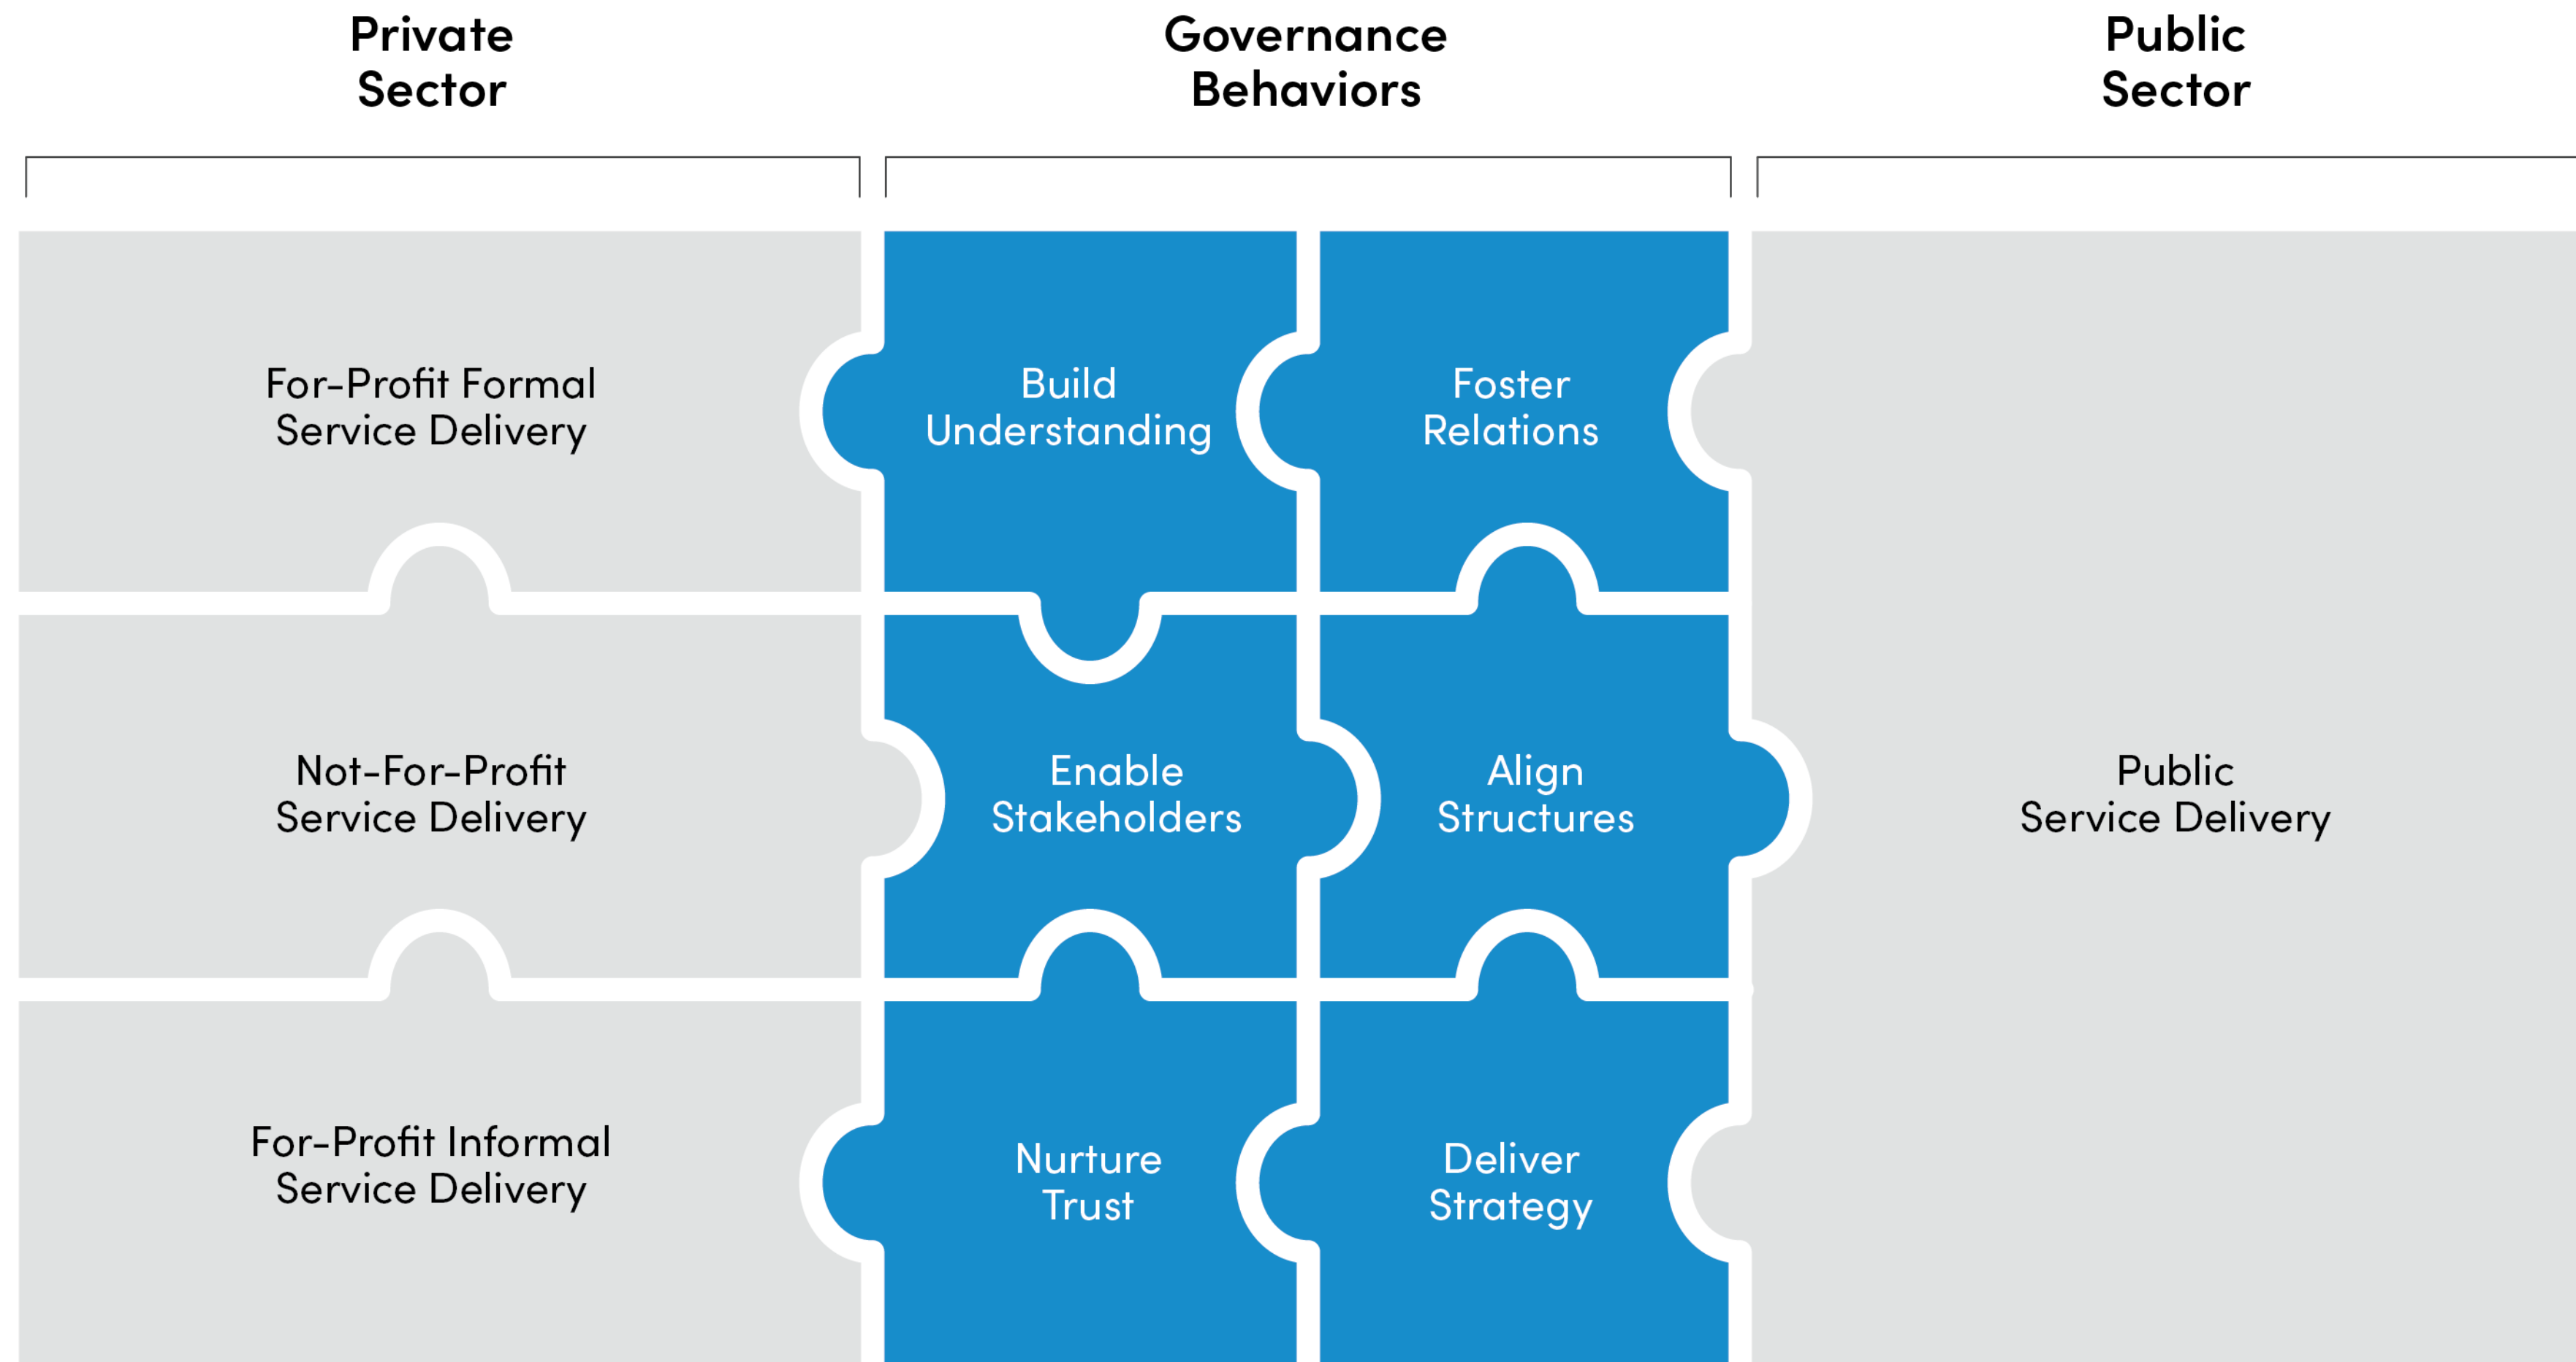 Private
Sector
Governance
Behaviors
Public
Sector
For-Profit Formal
Service Delivery
Build
Understanding
Foster
Relations
Not-For-Profit
Service Delivery
Enable
Stakeholders
Align
Structures
Public
Service Delivery
For-Profit Informal
Service Delivery
Nurture
Trust
Deliver
Strategy